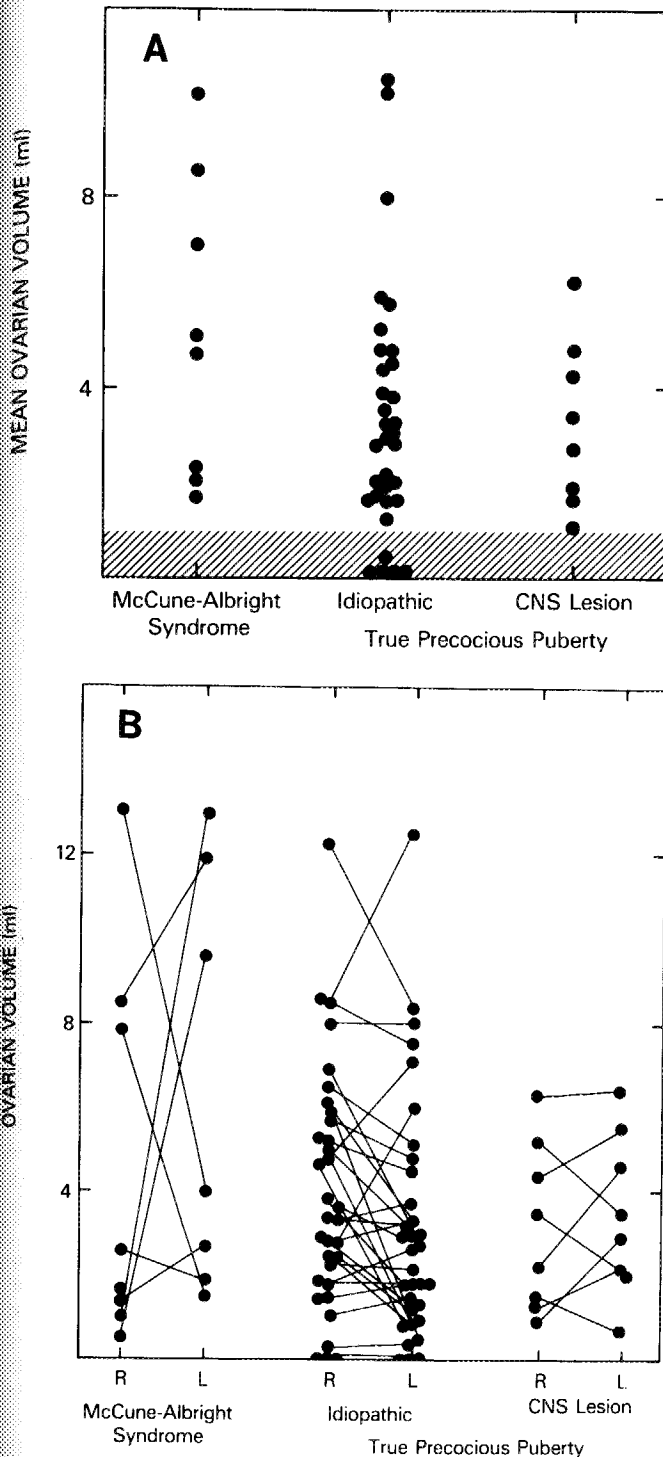 A
MEAN OVARIAN VOLUME (ml)
8
4
McCune-Albright
Syndrome
Idiopathic
CNS Lesion
True Precocious Puberty
B
OVARIAN VOLUME (ml)
12
8
4
R
L
R
L
R
L
McCune-Albright
Syndrome
Idiopathic
CNS Lesion
True Precocious Puberty